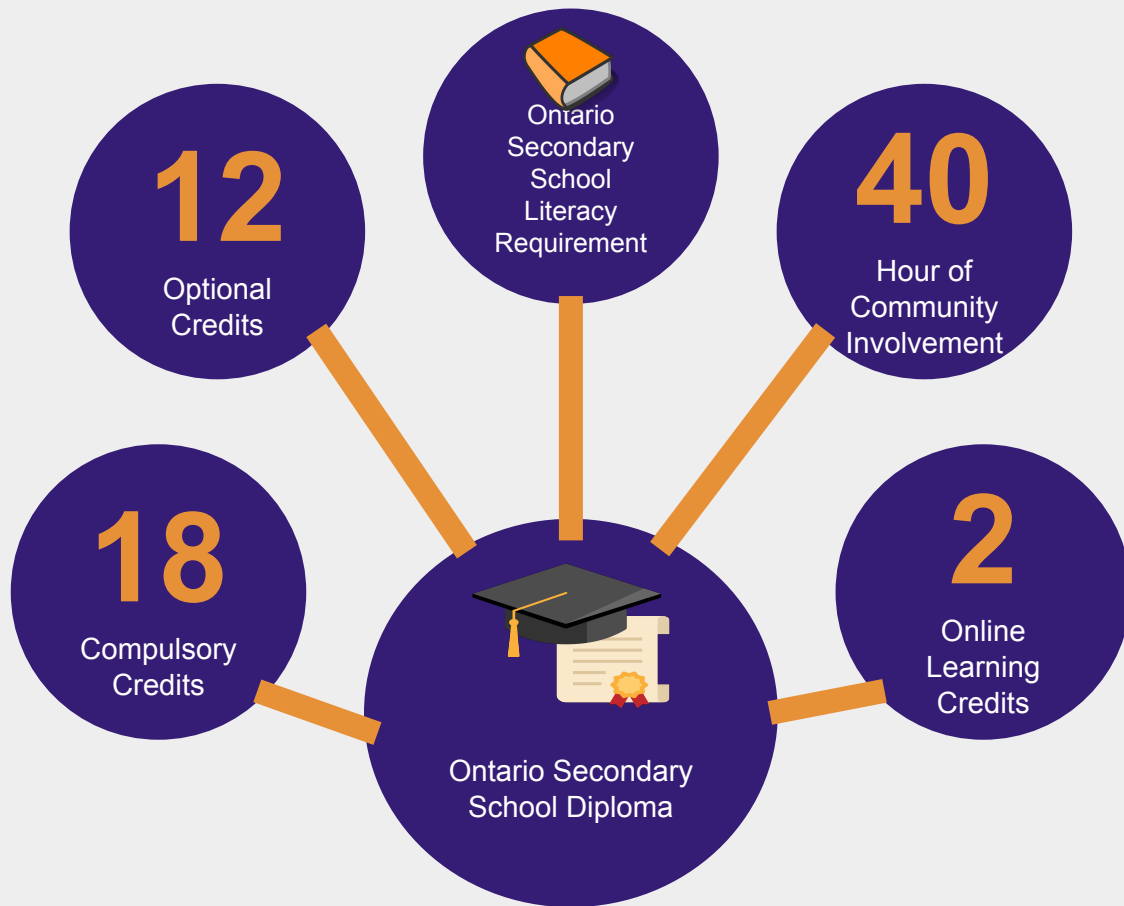 12
Optional
Credits
Ontario
Secondary
School
Literacy
Requirement
40
Hour of
Community
Involvement
18
Compulsory
Credits
2
Online
Learning
Credits
Ontario Secondary
School Diploma